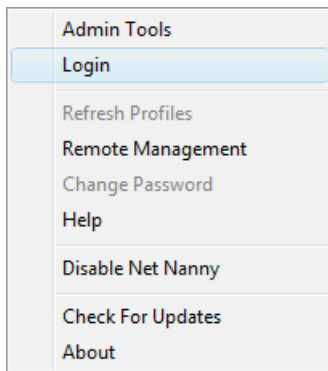 Admin Tools
Login
Refresh Profiles
Remote Management
Change Password
Help
Disable Net Nanny
Check For Updates
About